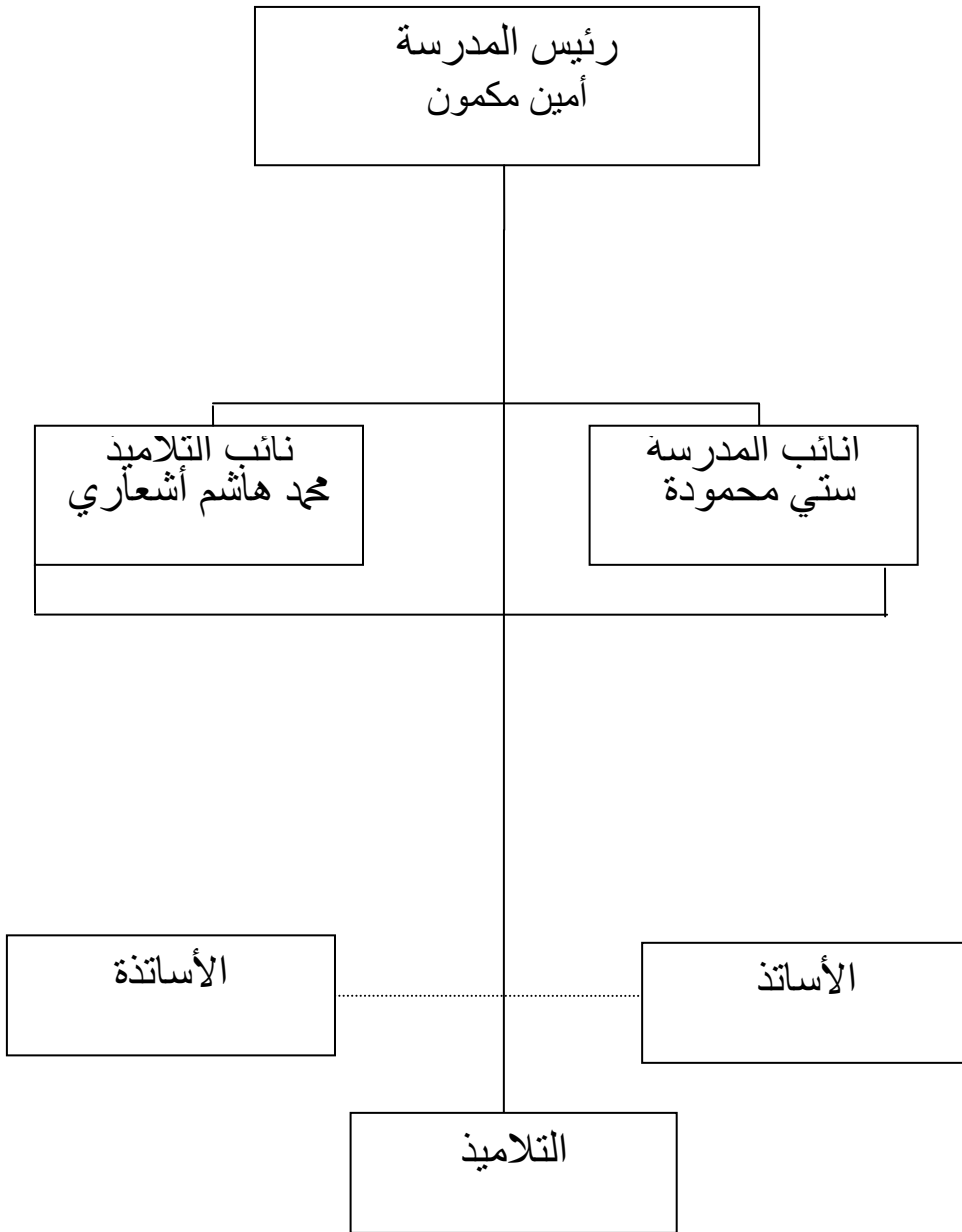 رئيس المدرسة
أمين مكمون
انائب المدرسة
ستي محمودة
نائب التلاميذ
محمد هاشم أشعاري
الأساتذ
الأساتذة
التلاميذ